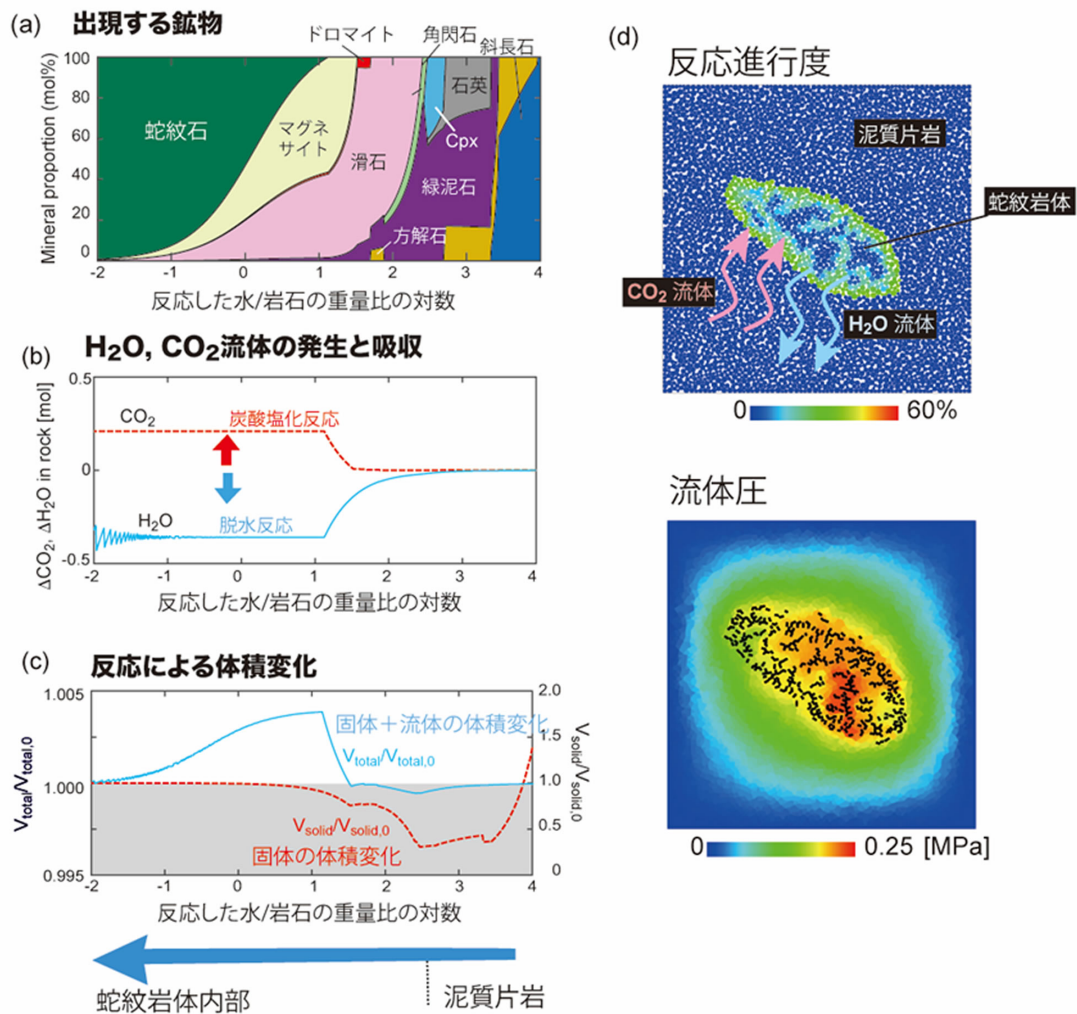 (a) 出現する鉱物
ドロマイト
角閃石
斜長石
Mineral proportion (mol%)
100
80
60
40
20
0
蛇紋石
マグネ
サイト
滑石
石英
Cpx
緑泥石
方解石
-2 -1 0 1 2 3 4
反応した水/岩石の重量比の対数
(b) H2O, CO2流体の発生と吸収
ΔCO2, ΔH2O in rock [mol]
0.5
0
-0.5
CO2
炭酸塩化反応
H2O
脱水反応
-2 -1 0 1 2 3 4
反応した水/岩石の重量比の対数
(c) 反応による体積変化
Vtotal/Vtotal,0
1.005
1.000
0.995
固体＋流体の体積変化
Vtotal/Vtotal,0
Vsolid/Vsolid,0
固体の体積変化
2.0
1.5
1.0
0.5
0
Vsolid/Vsolid,0
-2 -1 0 1 2 3 4
反応した水/岩石の重量比の対数
蛇紋岩体内部
泥質片岩
(d)
反応進行度
泥質片岩
蛇紋岩体
CO2 流体
H2O 流体
0 60%
流体圧
0 0.25 [MPa]